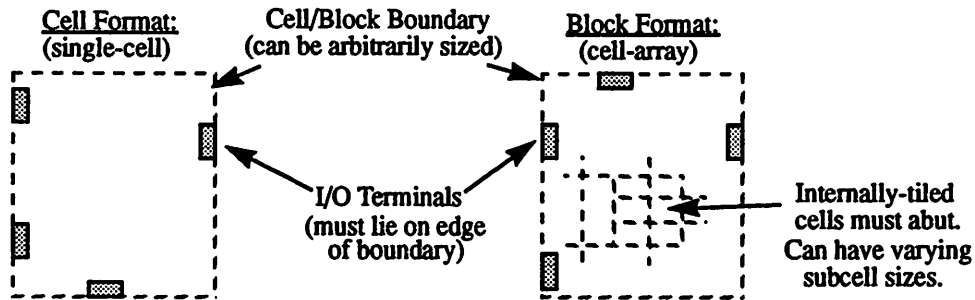 Cell Format:
(single-cell)
Cell/Block Boundary
(can be arbitrarily sized)
Block Format:
(cell-array)
I/O Terminals
(must lie on edge
of boundary)
Internally-tiled
cells must abut.
Can have varying
subcell sizes.